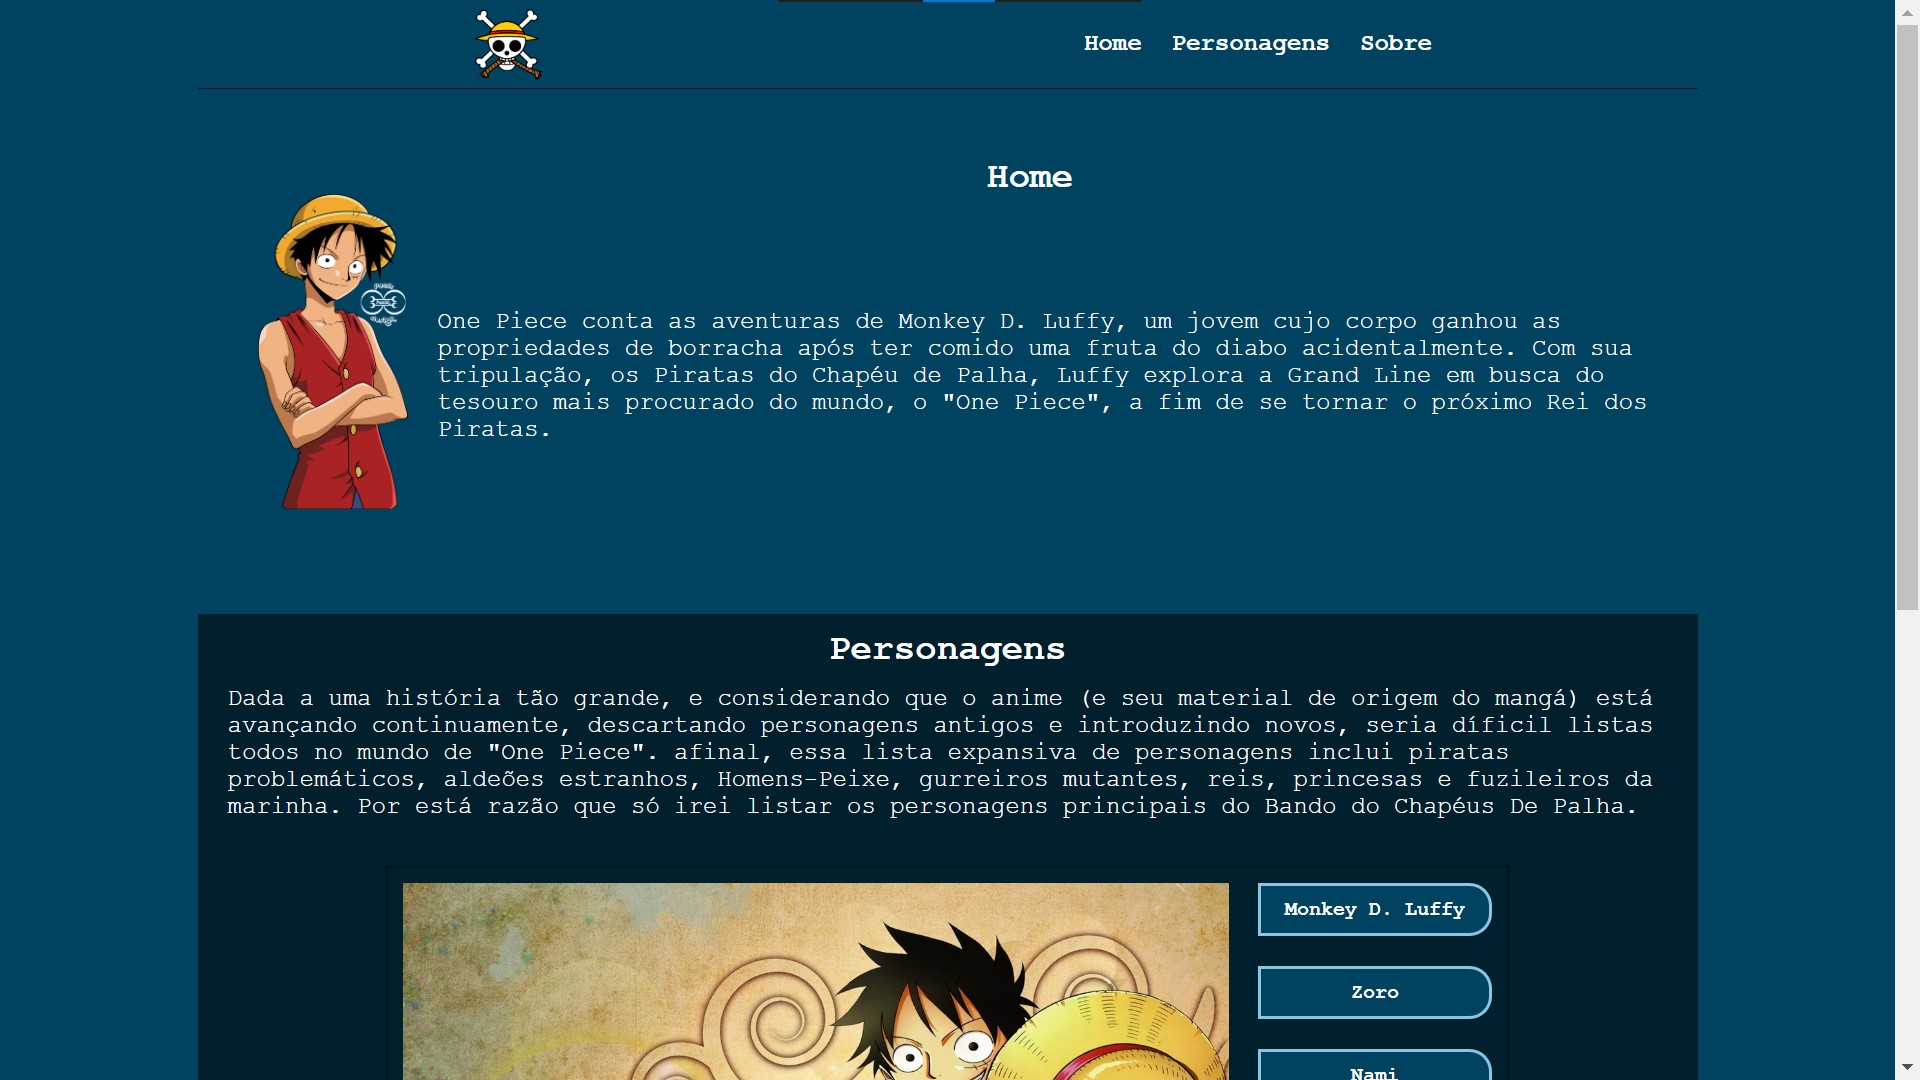 Home Personagens Sobre
Home
One Piece conta as aventuras de Monkey D. Luffy, um jovem cujo corpo ganhou as
propriedades de borracha após ter comido uma fruta do diabo acidentalmente. Com sua
tripulação, os Piratas do Chapéu de Palha, Luffy explora a Grand Line em busca do
tesouro mais procurado do mundo, o "One Piece", a fim de se tornar o próximo Rei dos
Piratas.
Personagens
Dada a uma história tão grande, e considerando que o anime (e seu material de origem do mangá) está
avançando continuamente, descartando personagens antigos e introduzindo novos, seria díficil listas
todos no mundo de "One Piece". afinal, essa lista expansiva de personagens inclui piratas
problemáticos, aldeões estranhos, Homens-Peixe, gurreiros mutantes, reis, princesas e fuzileiros da
marinha. Por está razão que só irei listar os personagens principais do Bando do Chapéus De Palha.
Monkey D. Luffy
Zoro
Nami